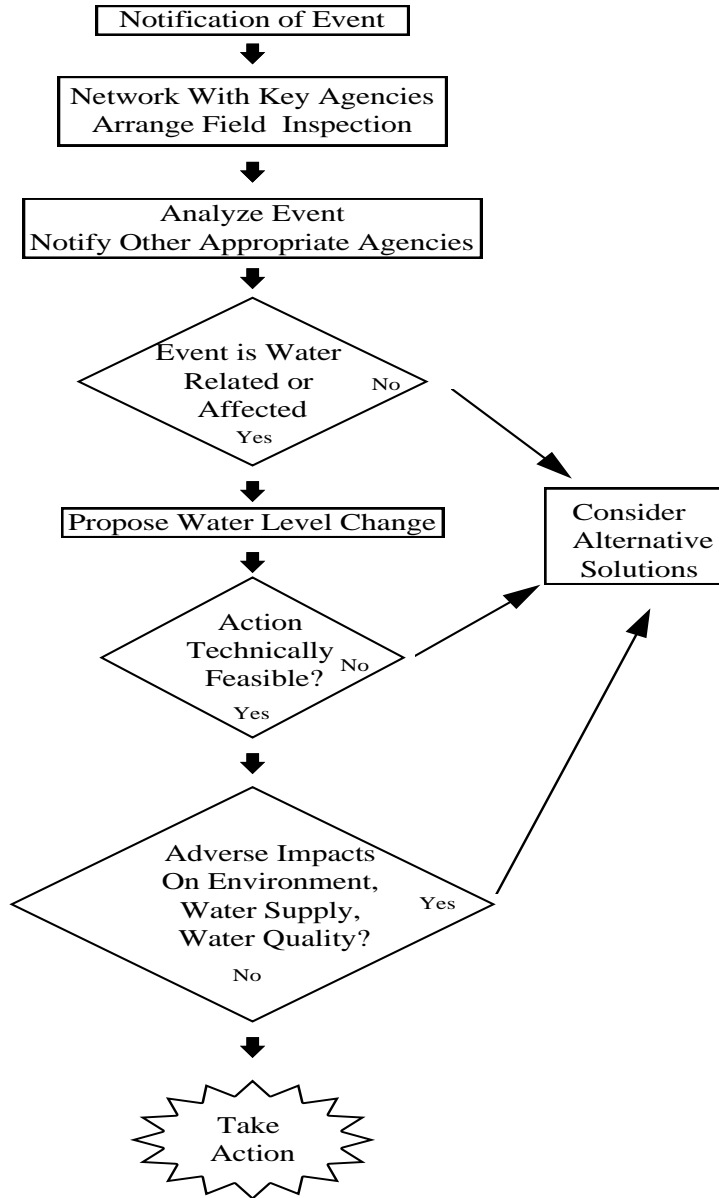 Notification of Event
Network With Key Agencies
Arrange Field Inspection
Analyze Event
Notify Other Appropriate Agencies
Event is Water
Related or
Affected
No
Yes
Propose Water Level Change
Consider
Alternative
Solutions
Action
Technically
Feasible?
No
Yes
Adverse Impacts
On Environment,
Water Supply,
Water Quality?
Yes
No
Take
Action